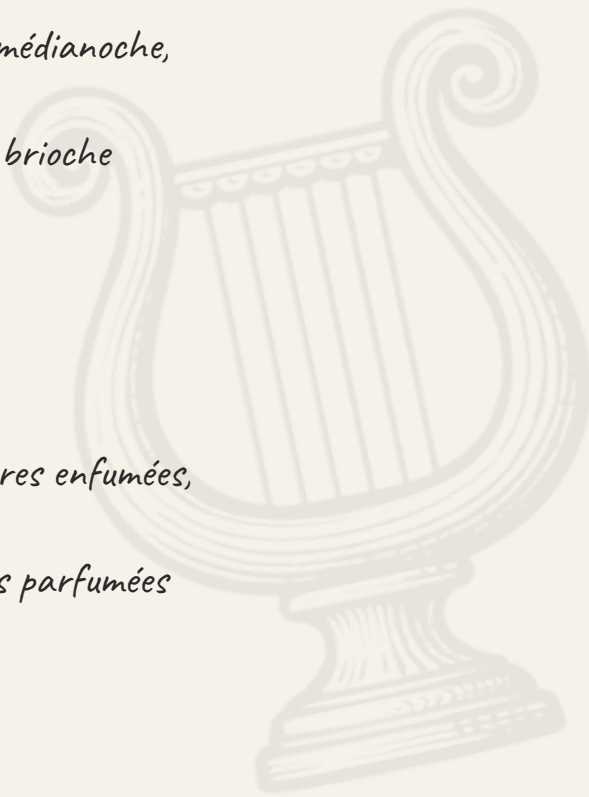 médianoche,
brioche
res enfumées,
s parfumées